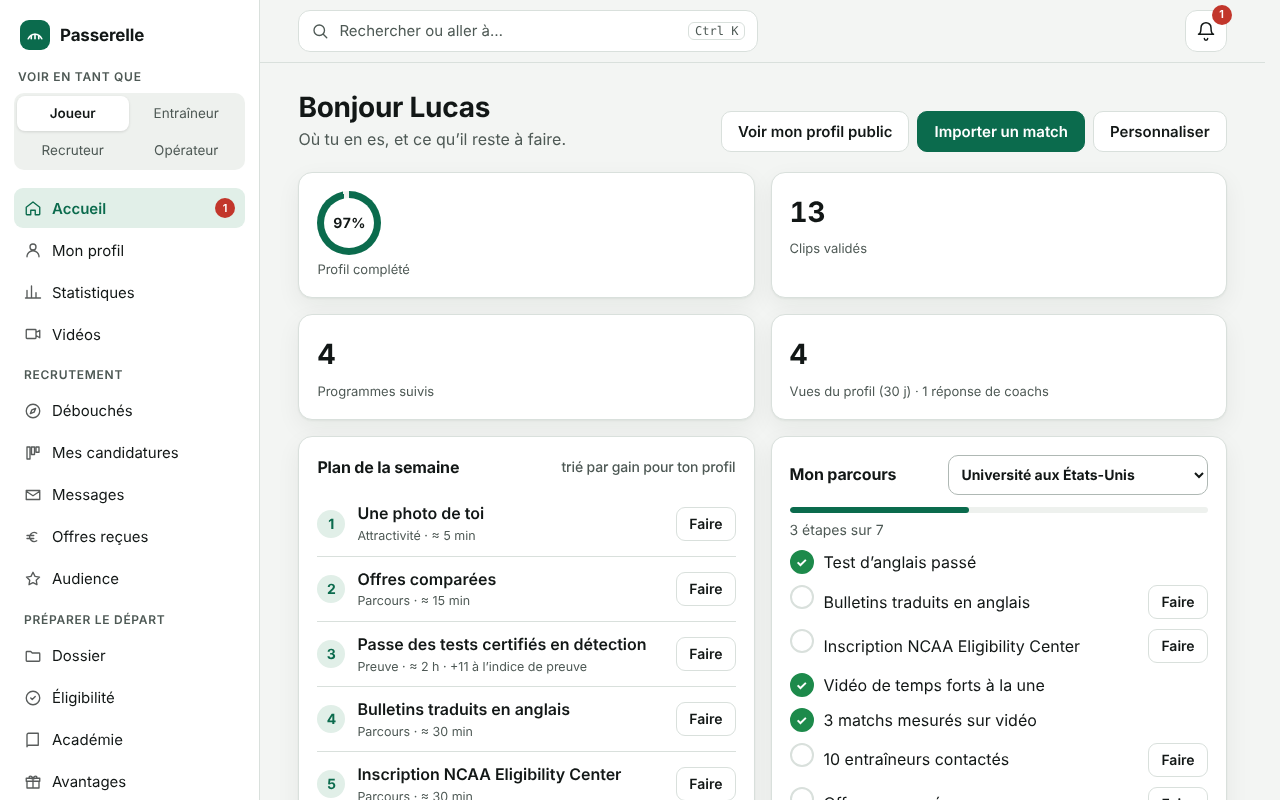 Passerelle
VOIR EN TANT QUE
Joueur
Entraîneur
Recruteur
Opérateur
Accueil
1
Mon profil
Statistiques
Vidéos
RECRUTEMENT
Débouchés
Mes candidatures
Messages
Offres reçues
Audience
PRÉPARER LE DÉPART
Dossier
Éligibilité
Académie
Avantages
Rechercher ou aller à…
Ctrl K
1
Bonjour Lucas
Où tu en es, et ce qu’il reste à faire.
Voir mon profil public
Importer un match
Personnaliser
97%
Profil complété
13
Clips validés
4
Programmes suivis
4
Vues du profil (30 j) · 1 réponse de coachs
Plan de la semaine
trié par gain pour ton profil
1
Une photo de toi
Attractivité · ≈ 5 min
Faire
2
Offres comparées
Parcours · ≈ 15 min
Faire
3
Passe des tests certifiés en détection
Preuve · ≈ 2 h · +11 à l’indice de preuve
Faire
4
Bulletins traduits en anglais
Parcours · ≈ 30 min
Faire
5
Inscription NCAA Eligibility Center
Parcours · ≈ 30 min
Faire
Mon parcours
Université aux États-Unis
3 étapes sur 7
Test d’anglais passé
Bulletins traduits en anglais
Faire
Inscription NCAA Eligibility Center
Faire
Vidéo de temps forts à la une
3 matchs mesurés sur vidéo
10 entraîneurs contactés
Faire